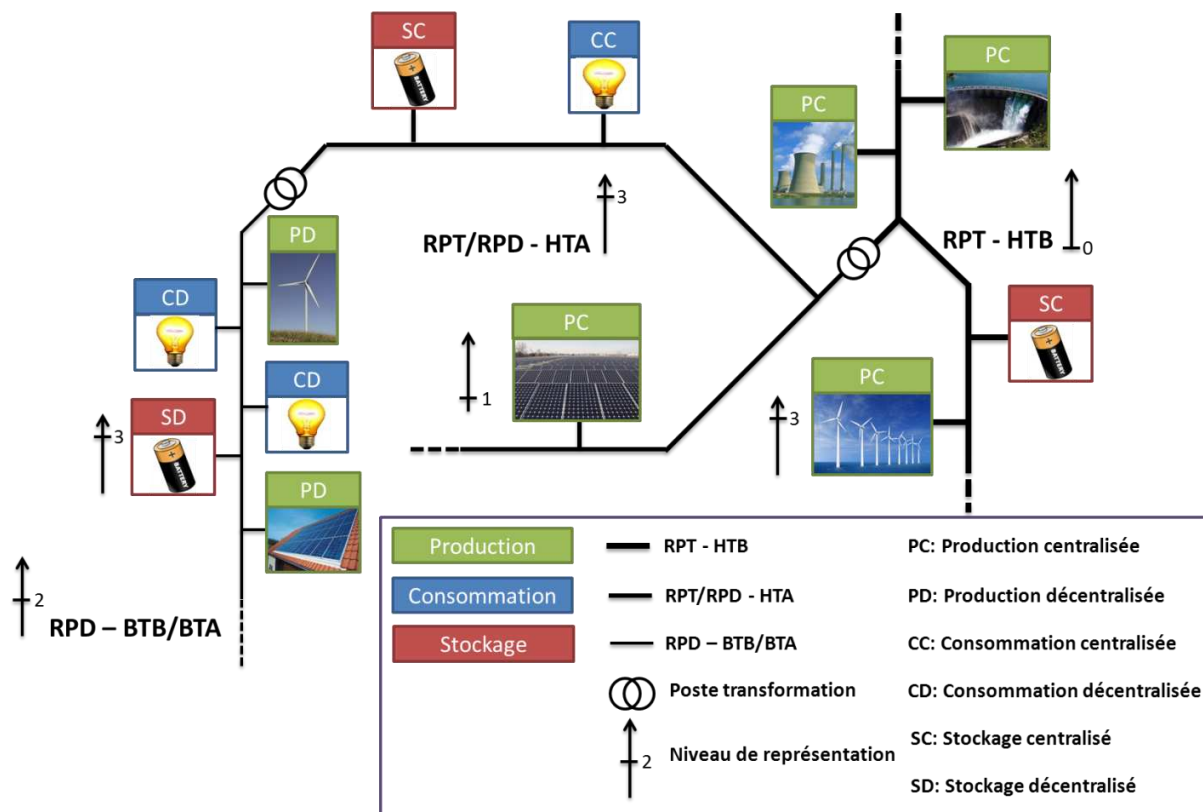 SC
BATTERY
CC
PC
PC
3
RPT/RPD - HTA
RPT - HTB
0
PD
CD
PC
SC
BATTERY
1
CD
PC
3
SD
BATTERY
3
PD
2
RPD – BTB/BTA
Production
RPT - HTB
PC: Production centralisée
Consommation
RPT/RPD - HTA
PD: Production décentralisée
Stockage
RPD – BTB/BTA
CC: Consommation centralisée
Poste transformation
CD: Consommation décentralisée
2
Niveau de représentation
SC: Stockage centralisé
SD: Stockage décentralisé